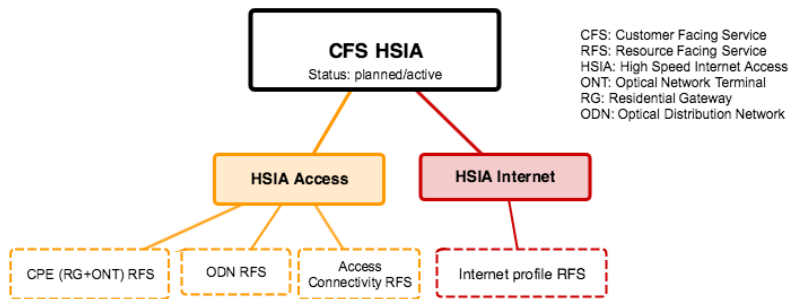 CFS HSIA
Status: planned/active
CFS: Customer Facing Service
RFS: Resource Facing Service
HSIA: High Speed Internet Access
ONT: Optical Network Terminal
RG: Residential Gateway
ODN: Optical Distribution Network
HSIA Access
HSIA Internet
CPE (RG+ONT) RFS
ODN RFS
Access
Connectivity RFS
Internet profile RFS